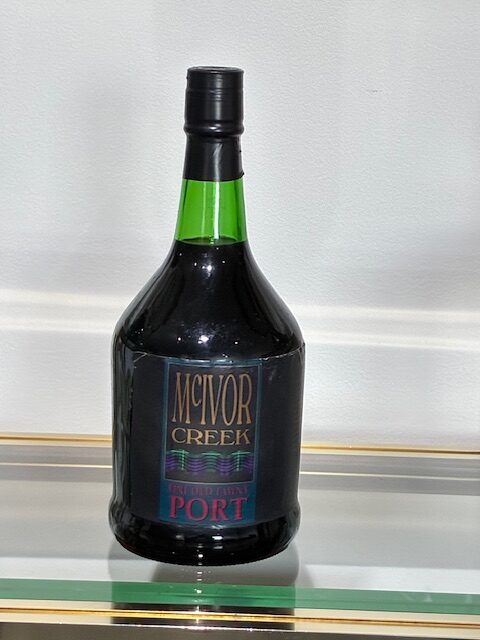 McIVOR
CREEK
FINE OLD TAWNY
PORT